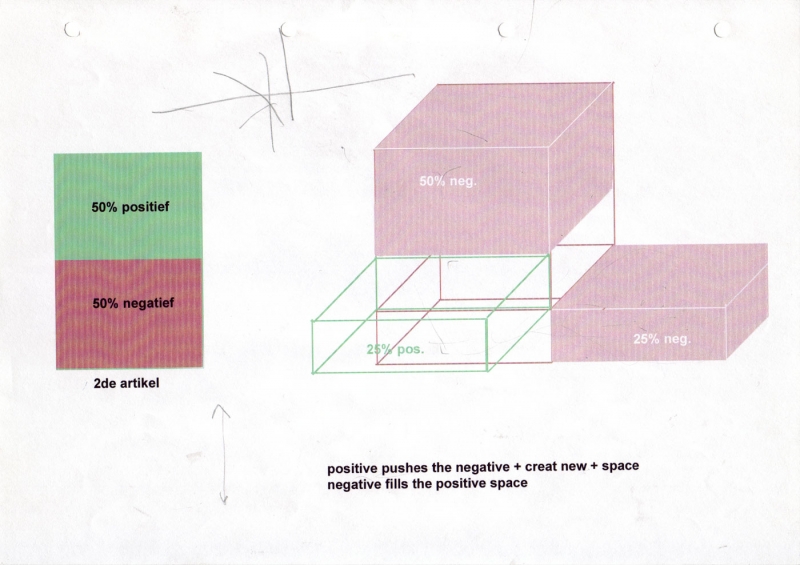 50% positief
50% negatief
2de artikel
50% neg.
25% pos.
25% neg.
positive pushes the negative + creat new + space
negative fills the positive space